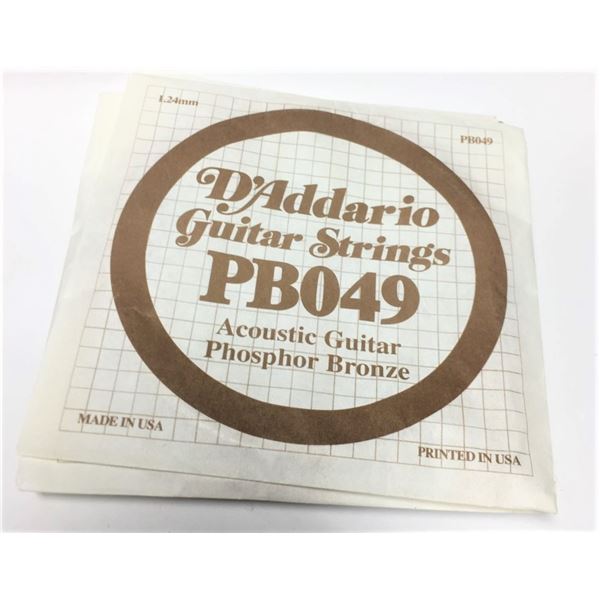 1.24mm
PB049
D'Addario
Guitar Strings
PB049
Acoustic Guitar
Phosphor Bronze
MADE IN USA
PRINTED IN USA